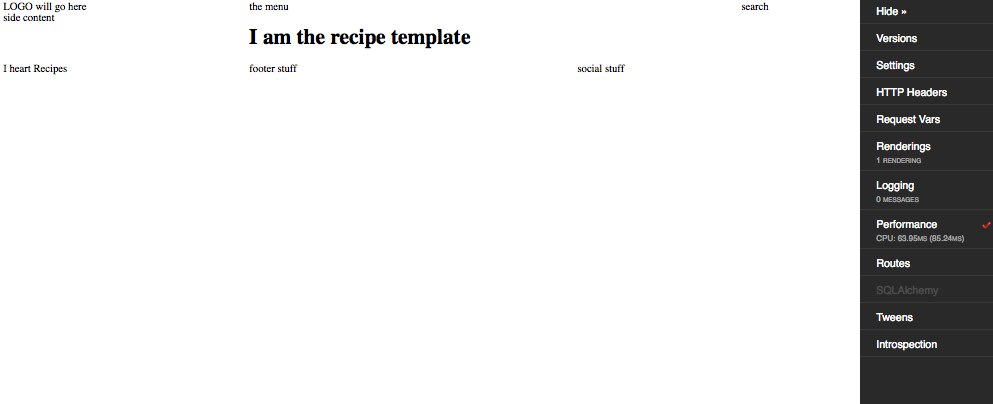 LOGO will go here
the menu
search
side content
I am the recipe template
I heart Recipes
footer stuff
social stuff
Hide »
Versions
Settings
HTTP Headers
Request Vars
Renderings
1 RENDERING
Logging
0 MESSAGES
Performance
CPU: 63.95MS (65.24MS)
Routes
SQLAlchemy
Tweens
Introspection